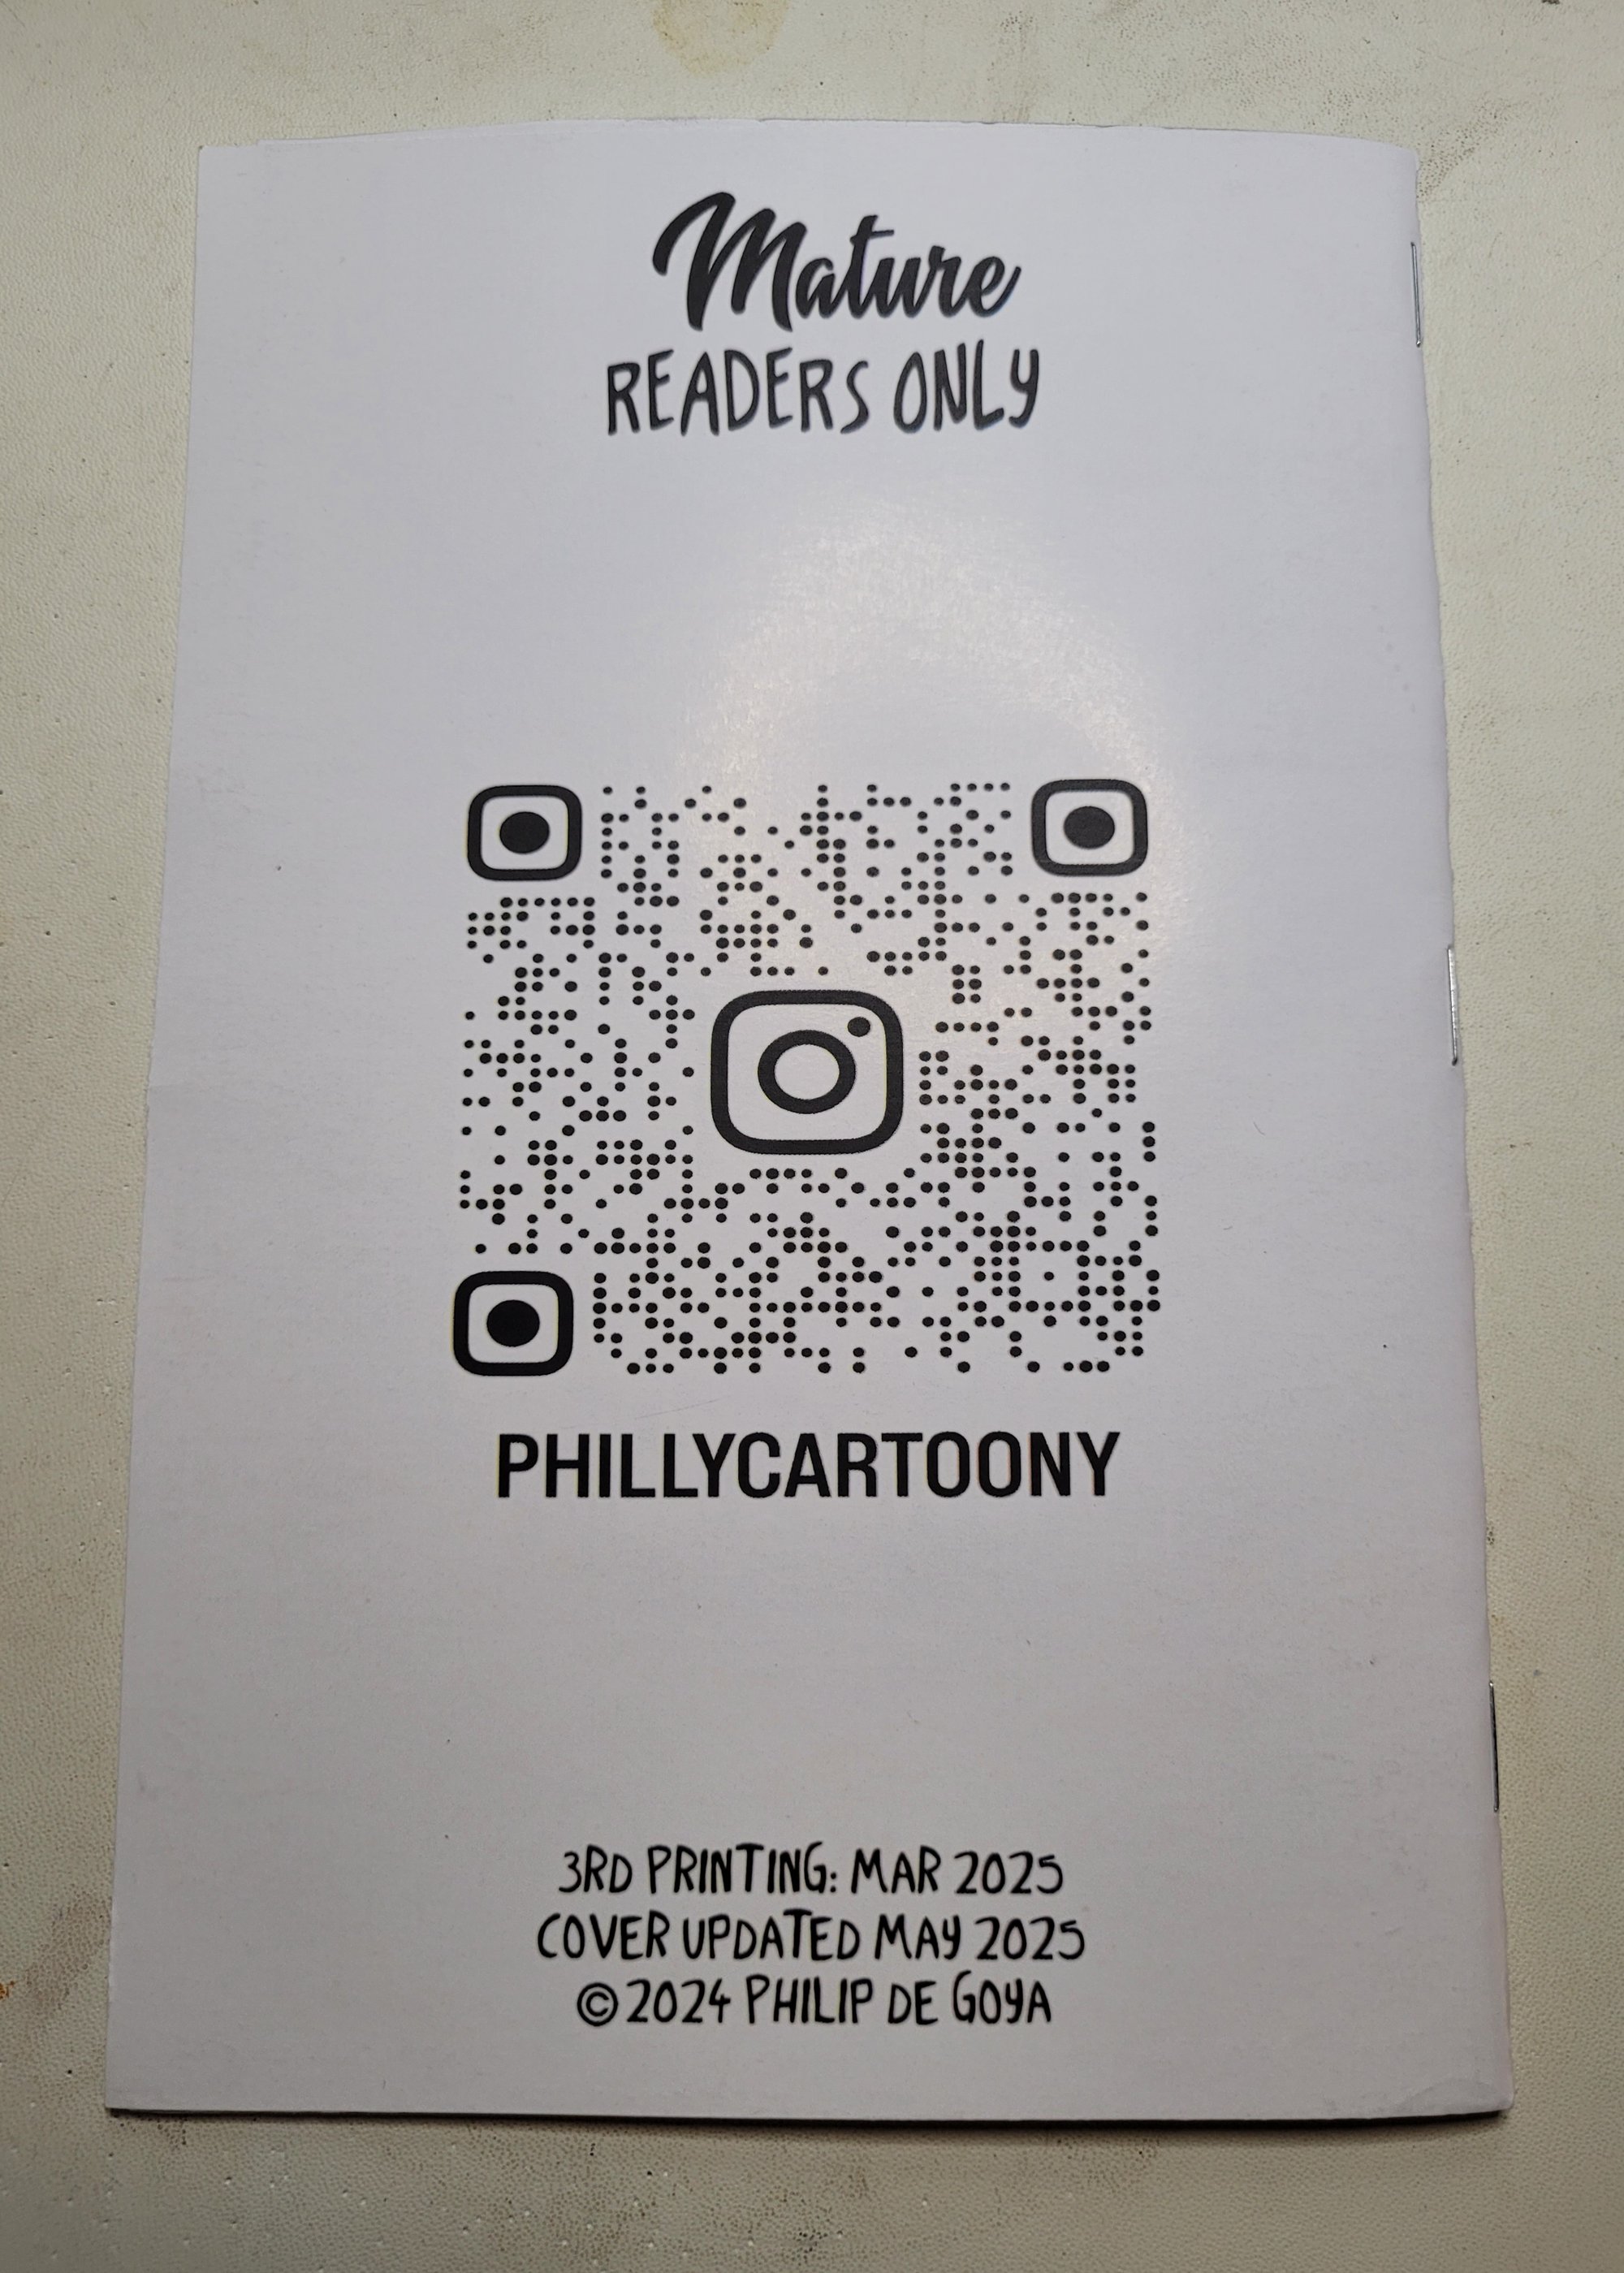 Mature
READERS ONLY
PHILLYCARTOONY
3RD PRINTING: MAR 2025
COVER UPDATED MAY 2025
©2024 PHILIP DE GOYA